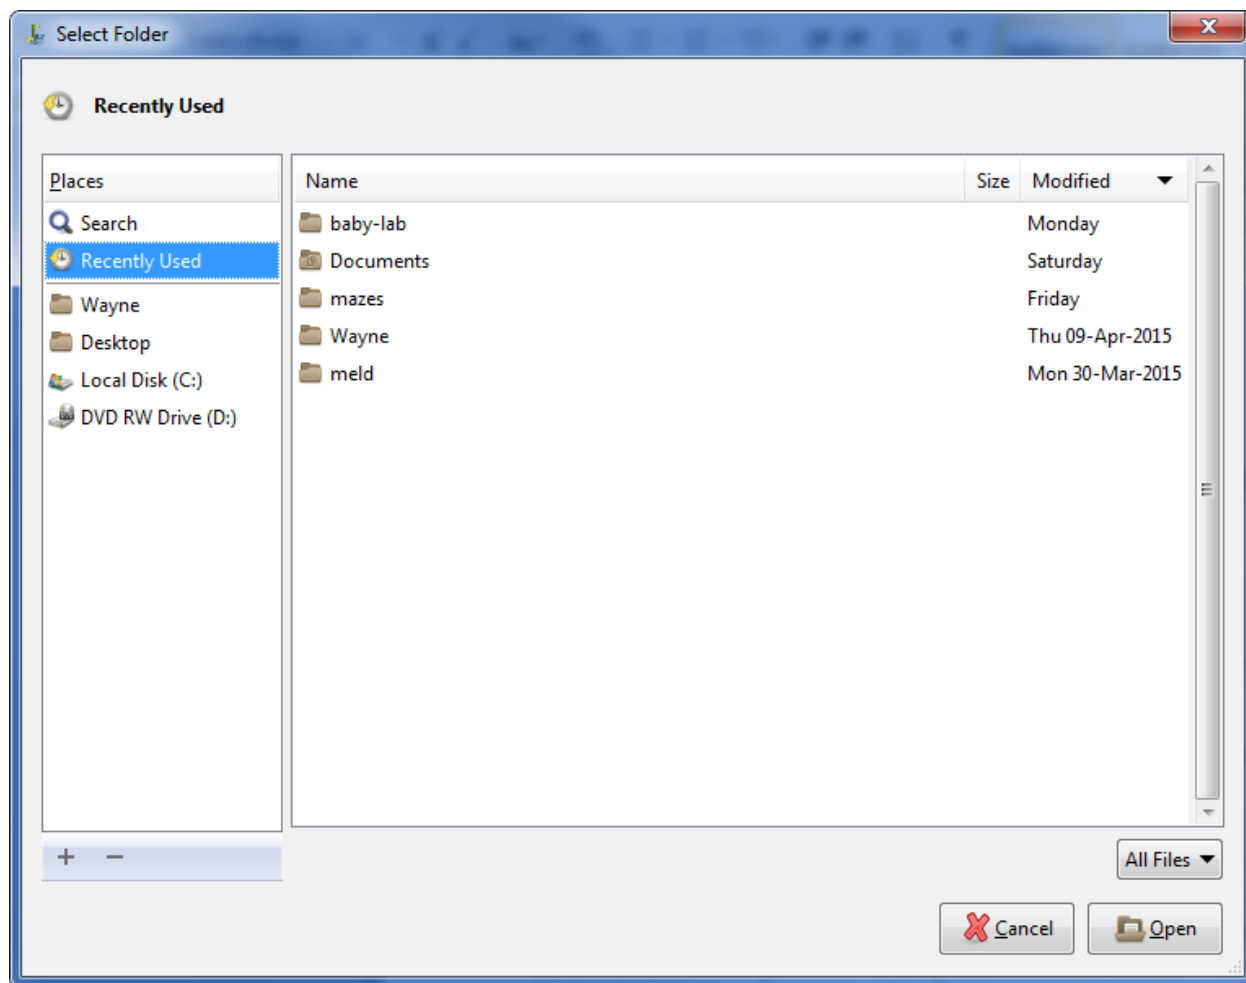 Select Folder
Recently Used
Places
Search
Recently Used
Wayne
Desktop
Local Disk (C:)
DVD RW Drive (D:)
Name Size Modified
baby-lab Monday
Documents Saturday
mazes Friday
Wayne Thu 09-Apr-2015
meld Mon 30-Mar-2015
All Files
Cancel Open